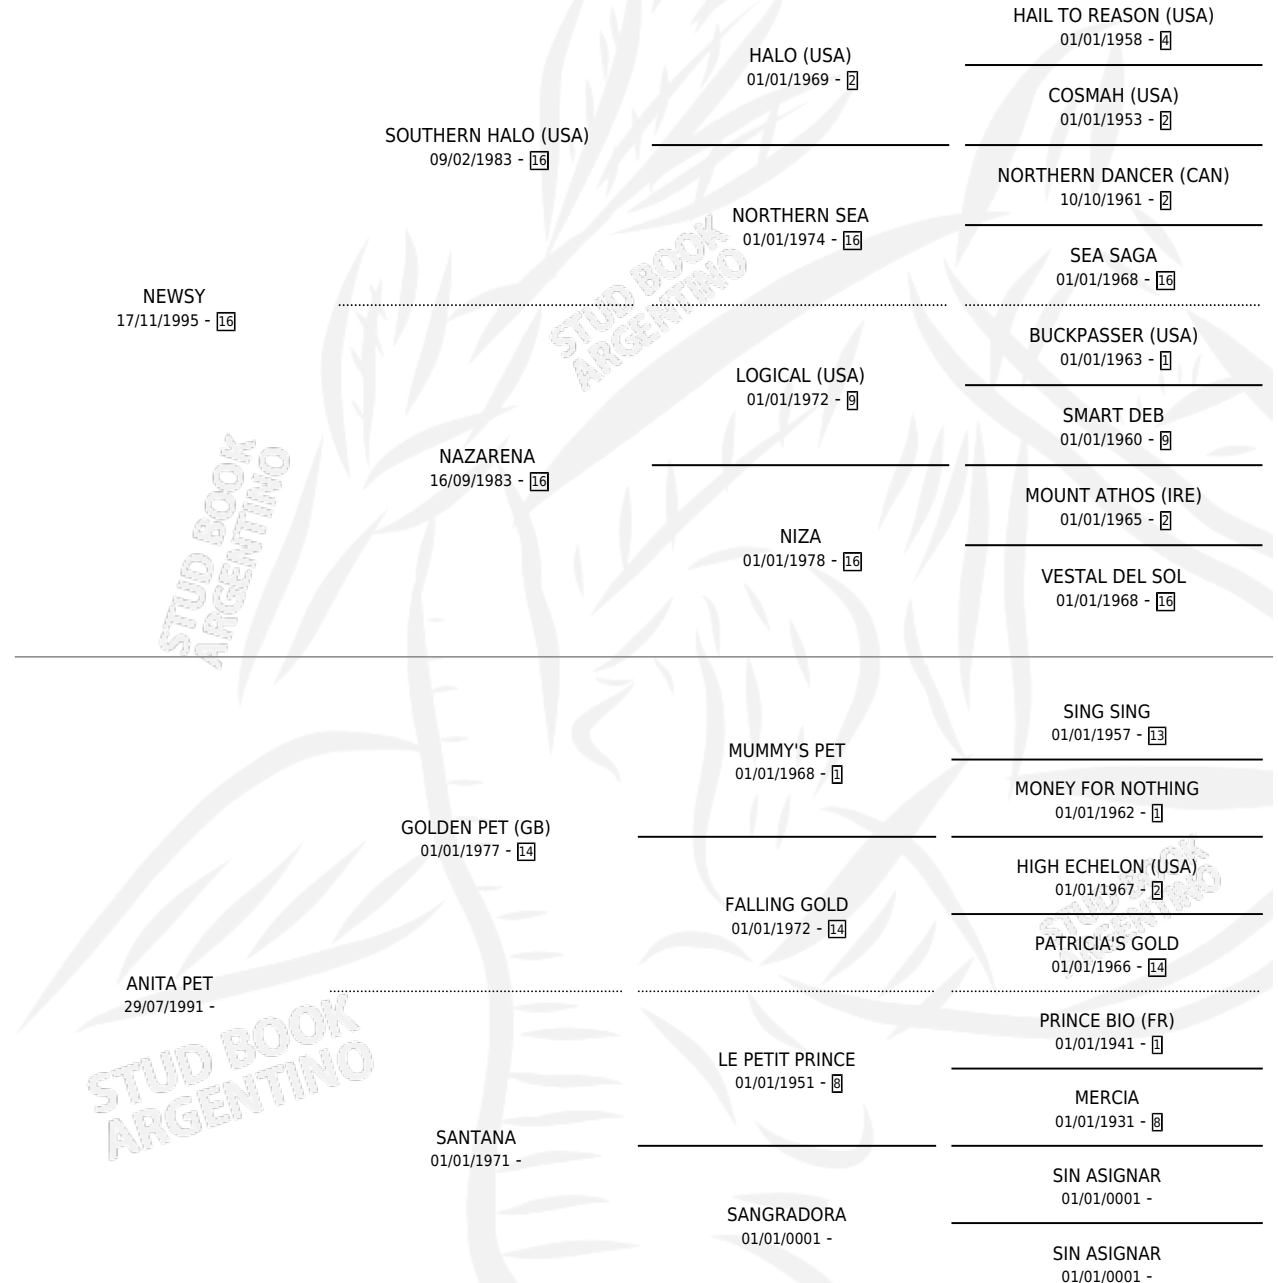 HAIL TO REASON (USA)
01/01/1958 - 4
HALO (USA)
01/01/1969 - 2
COSMAH (USA)
01/01/1953 - 2
SOUTHERN HALO (USA)
09/02/1983 - 16
NORTHERN DANCER (CAN)
10/10/1961 - 2
NORTHERN SEA
01/01/1974 - 16
SEA SAGA
01/01/1968 - 16
NEWSY
17/11/1995 - 16
BUCKPASSER (USA)
01/01/1963 - 1
LOGICAL (USA)
01/01/1972 - 9
SMART DEB
01/01/1960 - 9
NAZARENA
16/09/1983 - 16
MOUNT ATHOS (IRE)
01/01/1965 - 2
NIZA
01/01/1978 - 16
VESTAL DEL SOL
01/01/1968 - 16
SING SING
01/01/1957 - 13
MUMMY'S PET
01/01/1968 - 1
MONEY FOR NOTHING
01/01/1962 - 1
GOLDEN PET (GB)
01/01/1977 - 14
HIGH ECHELON (USA)
01/01/1967 - 2
FALLING GOLD
01/01/1972 - 14
PATRICIA'S GOLD
01/01/1966 - 14
ANITA PET
29/07/1991 -
PRINCE BIO (FR)
01/01/1941 - 1
LE PETIT PRINCE
01/01/1951 - 8
MERCIA
01/01/1931 - 8
SANTANA
01/01/1971 -
SIN ASIGNAR
01/01/0001 -
SANGRADORA
01/01/0001 -
SIN ASIGNAR
01/01/0001 -
STUD BOOK
ARGENTINO
STUD BOOK
ARGENTINO
STUD BOOK
ARGENTINO
STUD BOOK
ARGENTINO